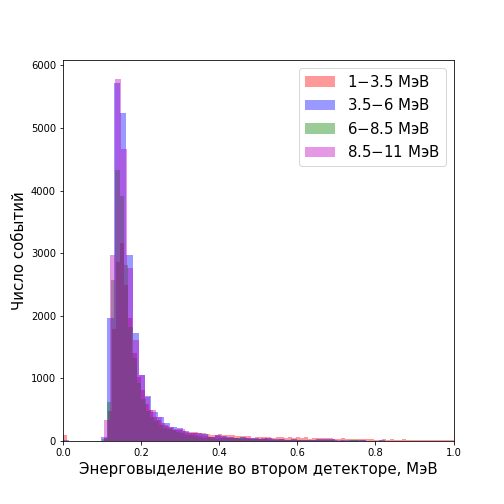 6000
5000
4000
3000
2000
1000
0
0.0 0.2 0.4 0.6 0.8 1.0
Число событий
Энерговыделение во втором детекторе, МэВ
1−3.5 МэВ
3.5−6 МэВ
6−8.5 МэВ
8.5−11 МэВ